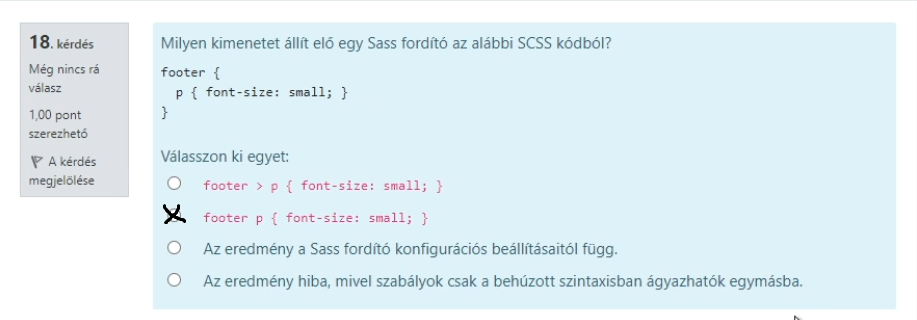 18. kérdés
Még nincs rá
válasz
1,00 pont
szerezhető
A kérdés
megjelölése
Milyen kimenetet állít elő egy Sass fordító az alábbi SCSS kódból?
footer {
  p { font-size: small; }
}
Válasszon ki egyet:
footer > p { font-size: small; }
footer p { font-size: small; }
Az eredmény a Sass fordító konfigurációs beállításaitól függ.
Az eredmény hiba, mivel szabályok csak a behúzott szintaxisban ágyazhatók egymásba.